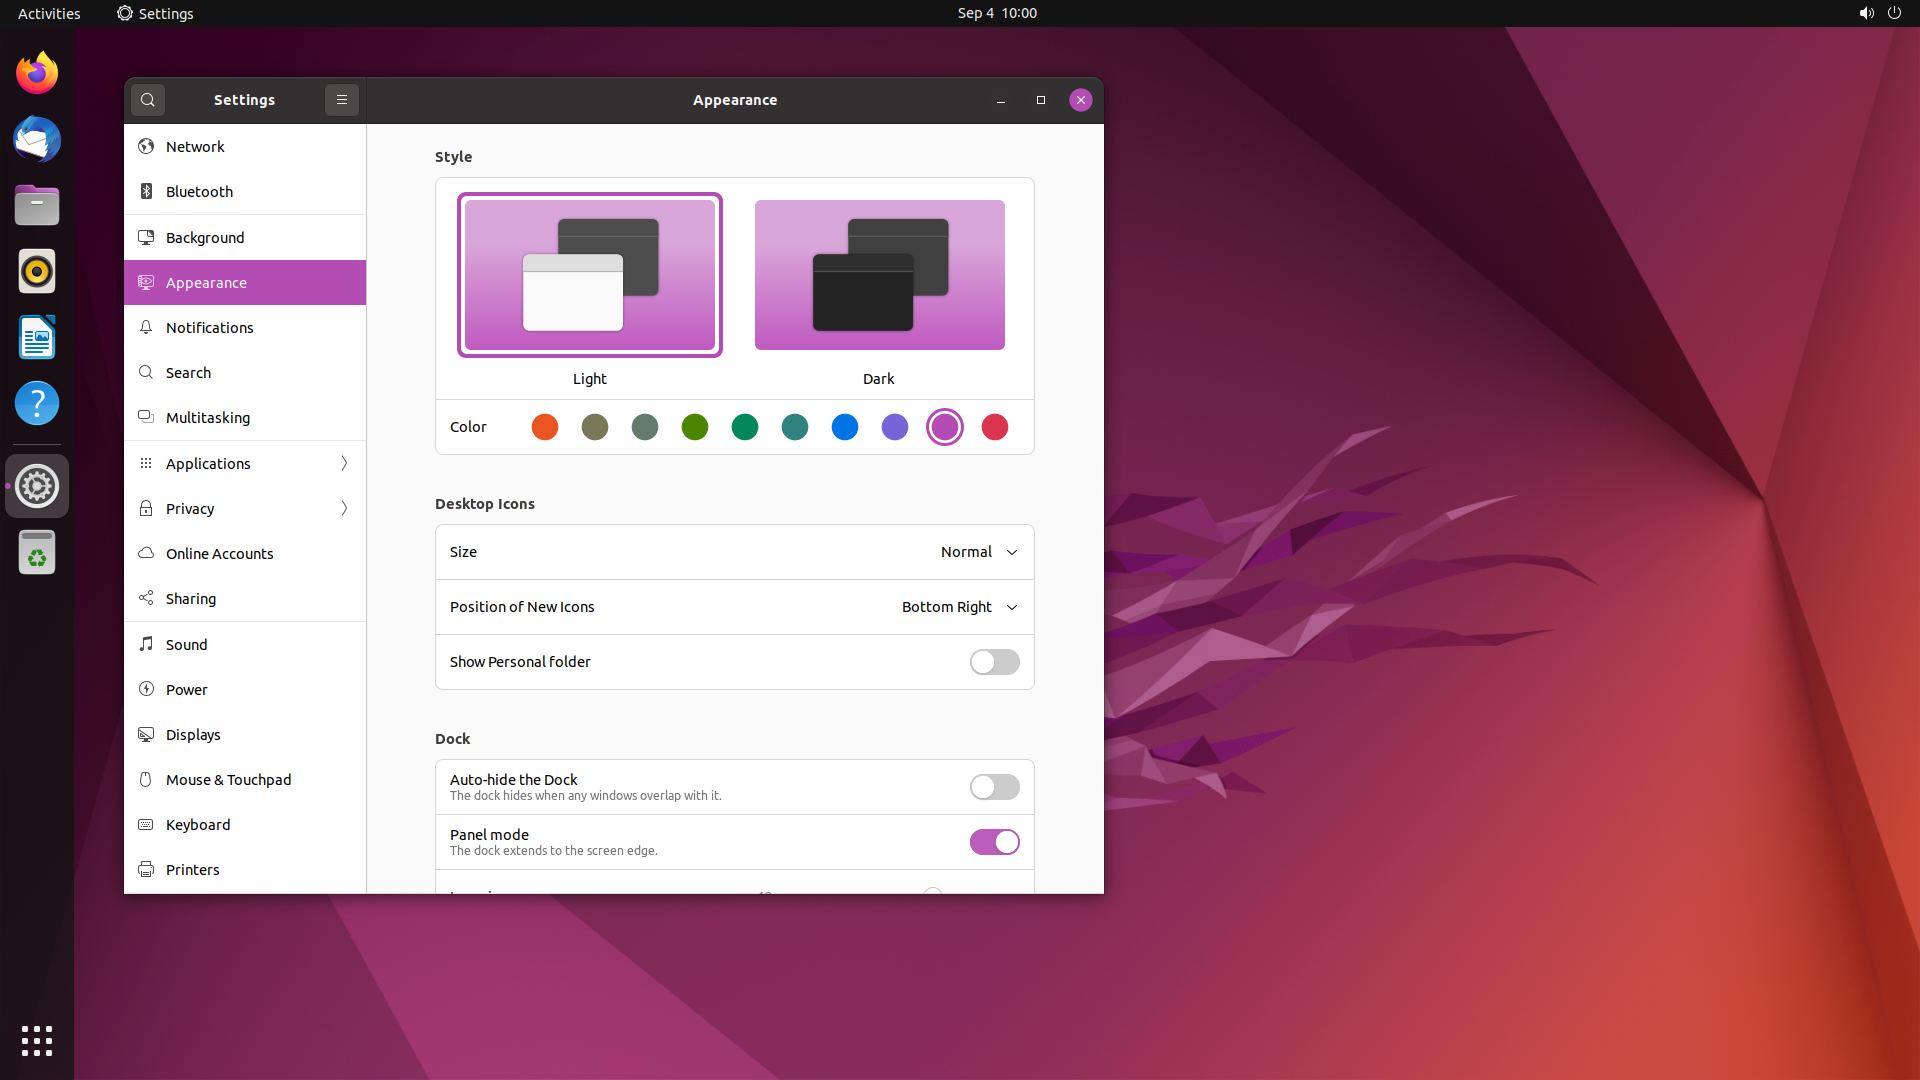 Activities
Settings
Sep 4 10:00
Settings
Appearance
Network
Bluetooth
Background
Appearance
Notifications
Search
Multitasking
Applications
Privacy
Online Accounts
Sharing
Sound
Power
Displays
Mouse & Touchpad
Keyboard
Printers
Style
Light
Dark
Color
Desktop Icons
Size
Normal
Position of New Icons
Bottom Right
Show Personal folder
Dock
Auto-hide the Dock
The dock hides when any windows overlap with it.
Panel mode
The dock extends to the screen edge.